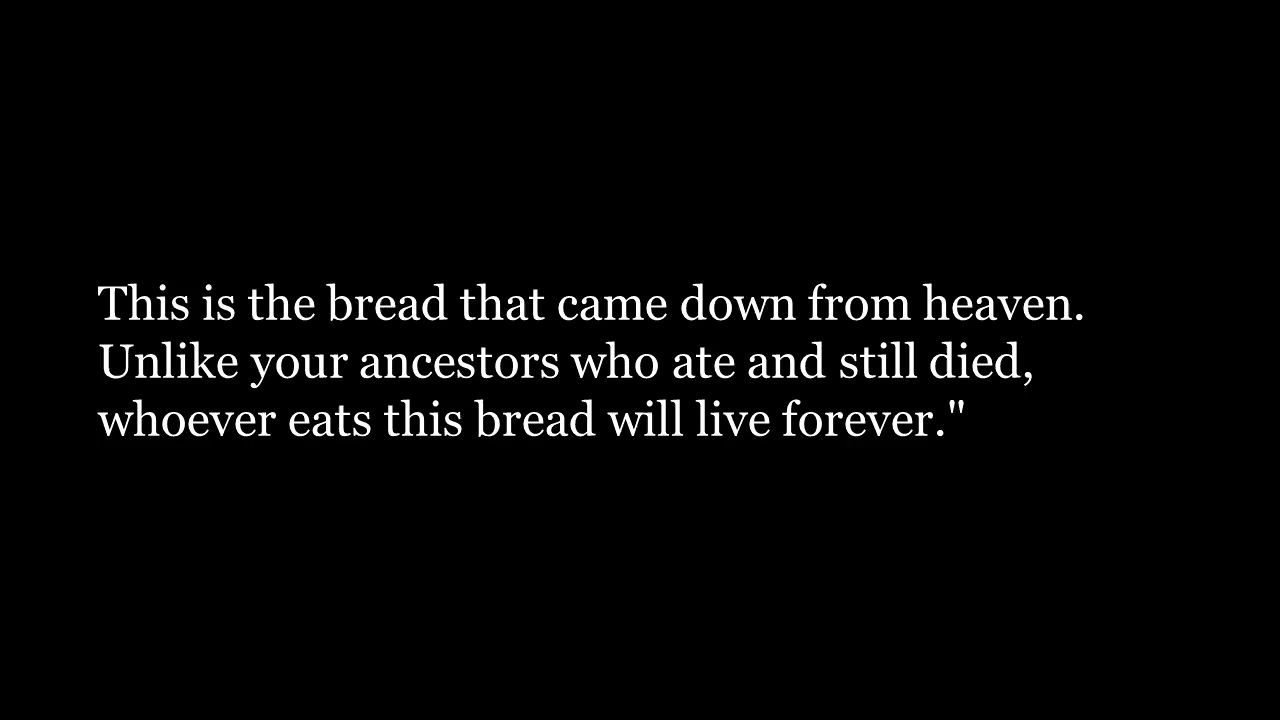 This is the bread that came down from heaven.
Unlike your ancestors who ate and still died,
whoever eats this bread will live forever."